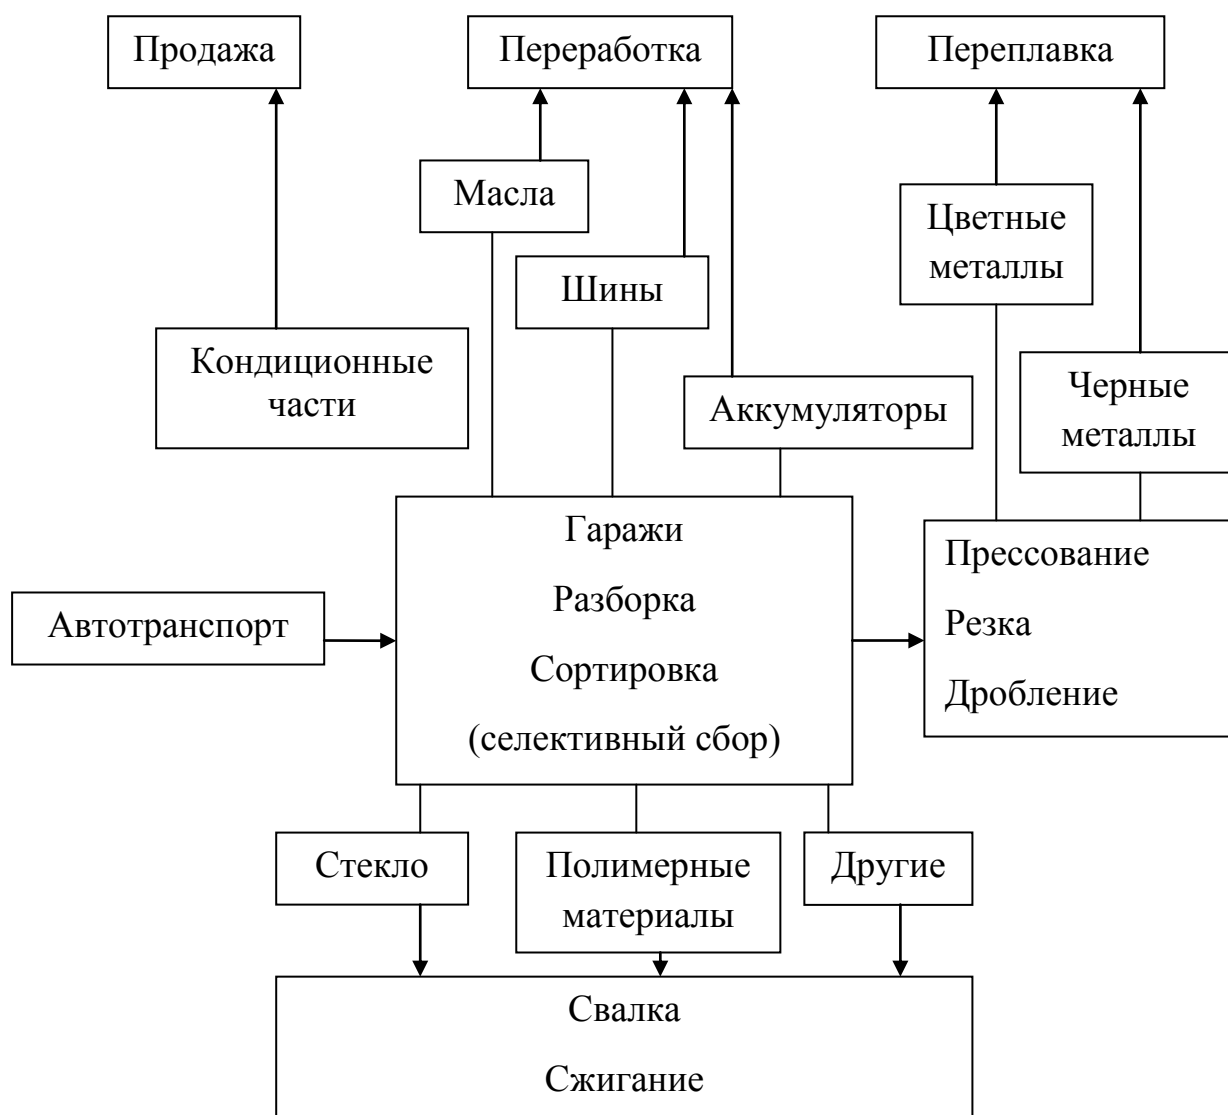 Продажа
Переработка
Переплавка
Масла
Цветные
металлы
Шины
Кондиционные
части
Аккумуляторы
Черные
металлы
Гаражи
Разборка
Сортировка
(селективный сбор)
Автотранспорт
Прессование
Резка
Дробление
Стекло
Полимерные
материалы
Другие
Свалка
Сжигание